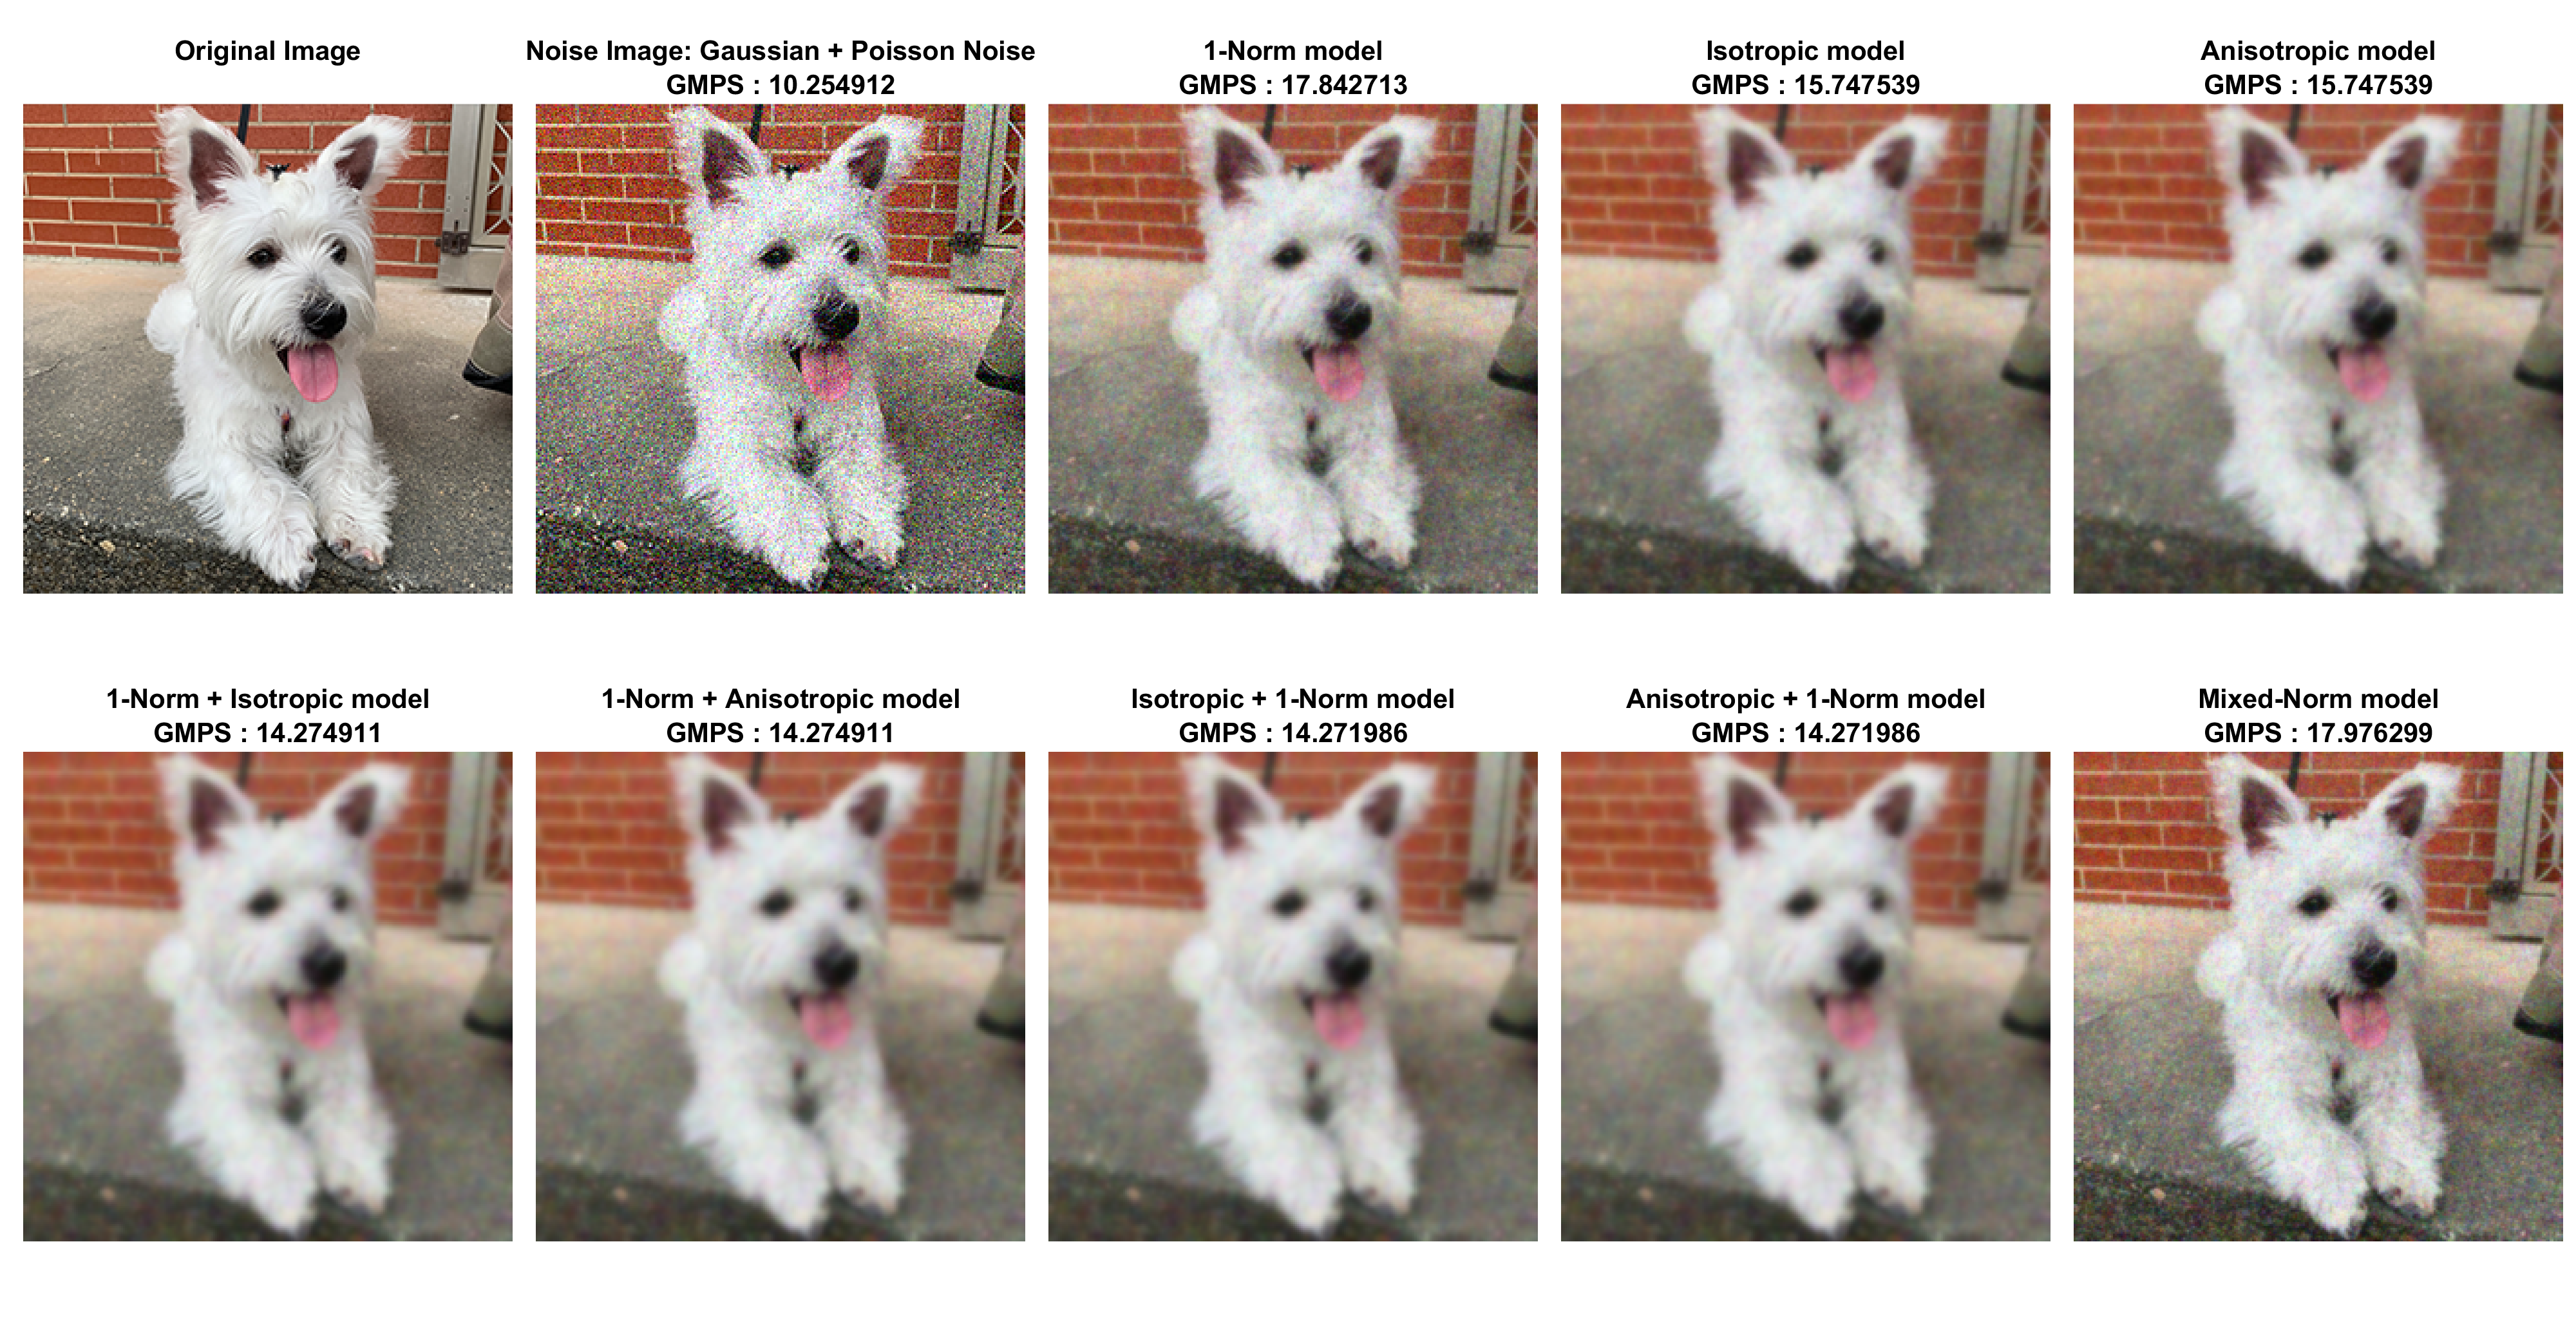 Original Image
Noise Image: Gaussian + Poisson Noise
GMPS : 10.254912
1-Norm model
GMPS : 17.842713
Isotropic model
GMPS : 15.747539
Anisotropic model
GMPS : 15.747539
1-Norm + Isotropic model
GMPS : 14.274911
1-Norm + Anisotropic model
GMPS : 14.274911
Isotropic + 1-Norm model
GMPS : 14.271986
Anisotropic + 1-Norm model
GMPS : 14.271986
Mixed-Norm model
GMPS : 17.976299